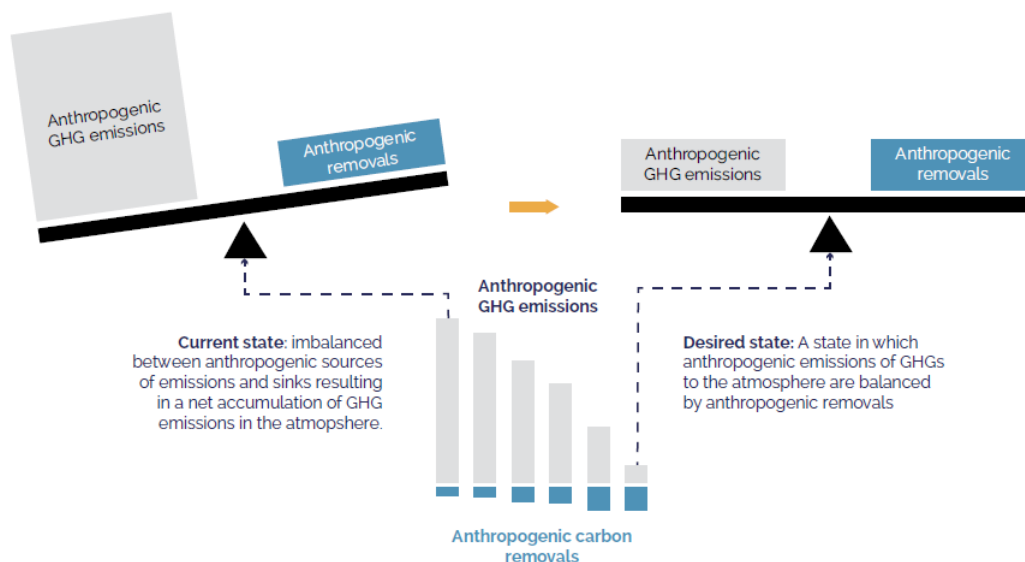 Anthropogenic
GHG emissions
Anthropogenic
removals
Anthropogenic
GHG emissions
Anthropogenic
removals
Anthropogenic
GHG emissions
Current state: imbalanced
between anthropogenic sources
of emissions and sinks resulting
in a net accumulation of GHG
emissions in the atmopshere.
Desired state: A state in which
anthropogenic emissions of GHGs
to the atmosphere are balanced
by anthropogenic removals
Anthropogenic carbon
removals